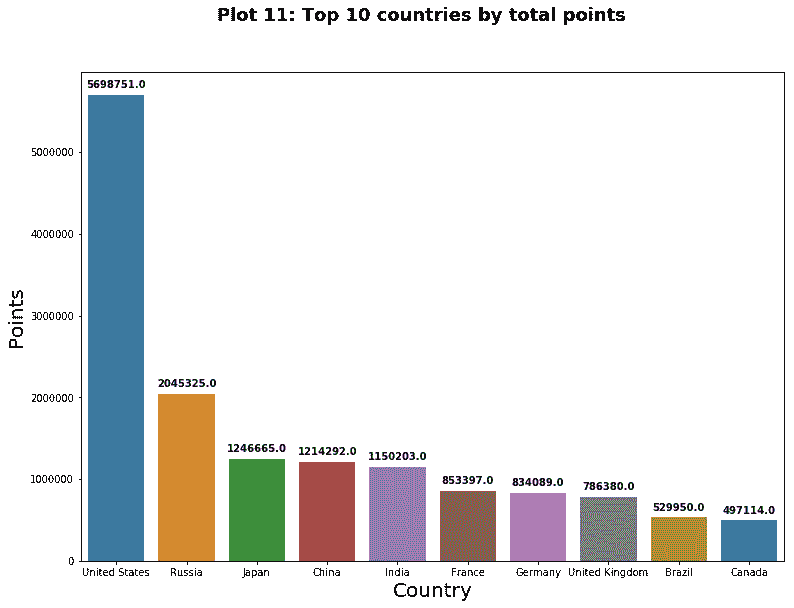 Plot 11: Top 10 countries by total points
5698751.0
2045325.0
1246665.0
1214292.0
1150203.0
853397.0
834089.0
786380.0
529950.0
497114.0
5000000
4000000
3000000
2000000
1000000
0
Points
United States
Russia
Japan
China
India
France
Germany
United Kingdom
Brazil
Canada
Country